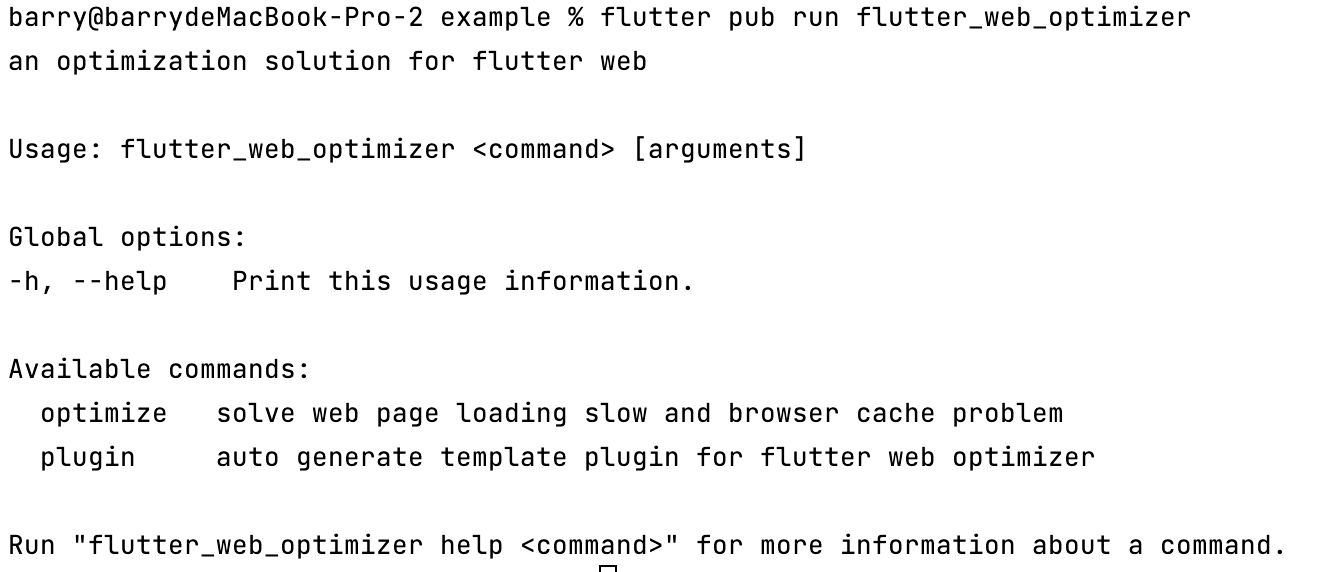 barry@barrydeMacBook-Pro-2 example % flutter pub run flutter_web_optimizer
an optimization solution for flutter web
Usage: flutter_web_optimizer <command> [arguments]
Global options:
-h, --help    Print this usage information.
Available commands:
  optimize   solve web page loading slow and browser cache problem
  plugin     auto generate template plugin for flutter web optimizer
Run "flutter_web_optimizer help <command>" for more information about a command.